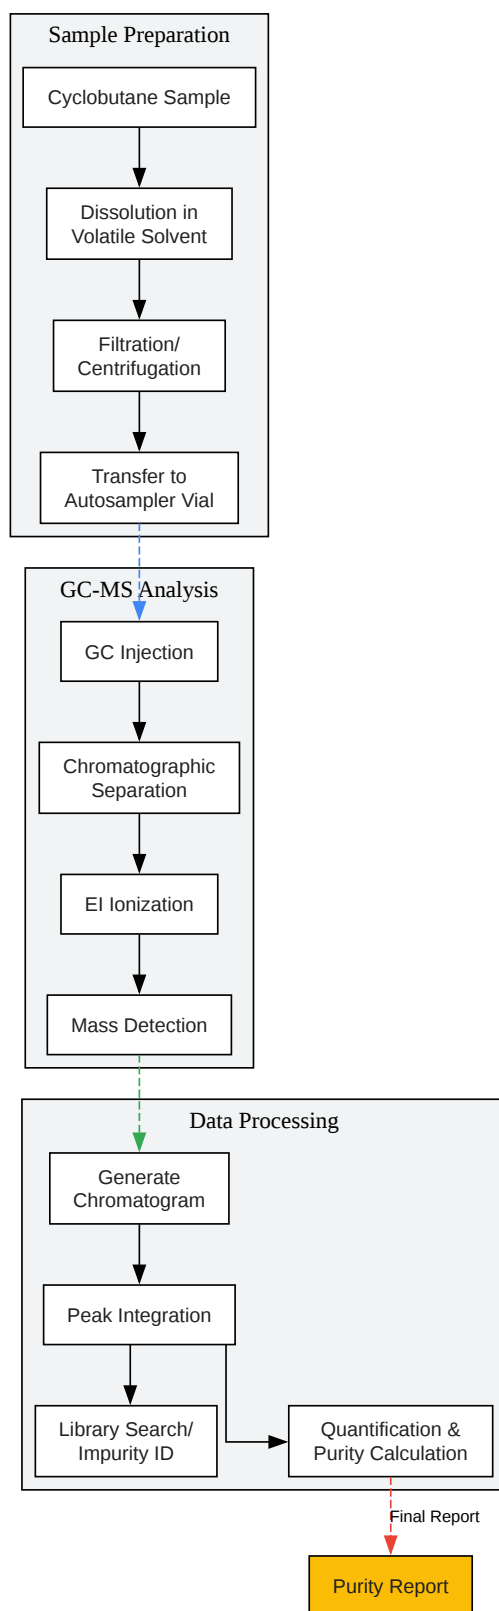 Sample Preparation
Cyclobutane Sample
Dissolution in
Volatile Solvent
Filtration/
Centrifugation
Transfer to
Autosampler Vial
GC-MS Analysis
GC Injection
Chromatographic
Separation
EI Ionization
Mass Detection
Data Processing
Generate
Chromatogram
Peak Integration
Library Search/
Impurity ID
Quantification &
Purity Calculation
Final Report
Purity Report